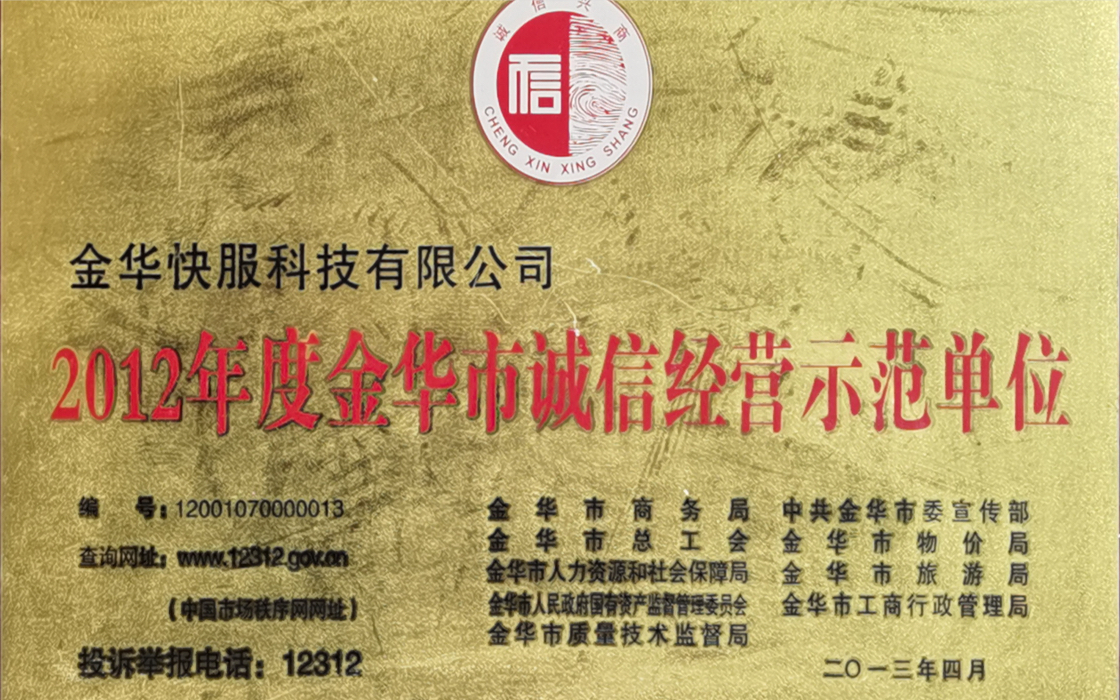 诚信兴商
信
CHENG XIN XING SHANG
金华快服科技有限公司
2012年度金华市诚信经营示范单位
编 号:12001070000013
查询网址:www.12312.gov.cn
(中国市场秩序网网址)
投诉举报电话:12312
金华市商务局
金华市总工会
金华市人力资源和社会保障局
金华市人民政府国有资产监督管理委员会
金华市质量技术监督局
中共金华市委宣传部
金华市物价局
金华市旅游局
金华市工商行政管理局
二〇一三年四月